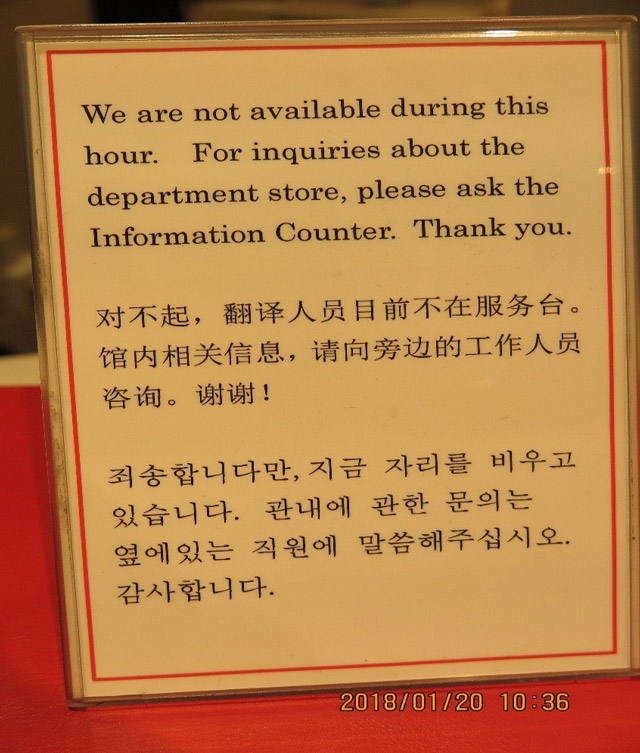 We are not available during this
hour. For inquiries about the
department store, please ask the
Information Counter. Thank you.
对不起，翻译人员目前不在服务台。
馆内相关信息，请向旁边的工作人员
咨询。谢谢！
죄송합니다만, 지금 자리를 비우고
있습니다. 관내에 관한 문의는
옆에있는 직원에 말씀해주십시오.
감사합니다.
2018/01/20 10:36